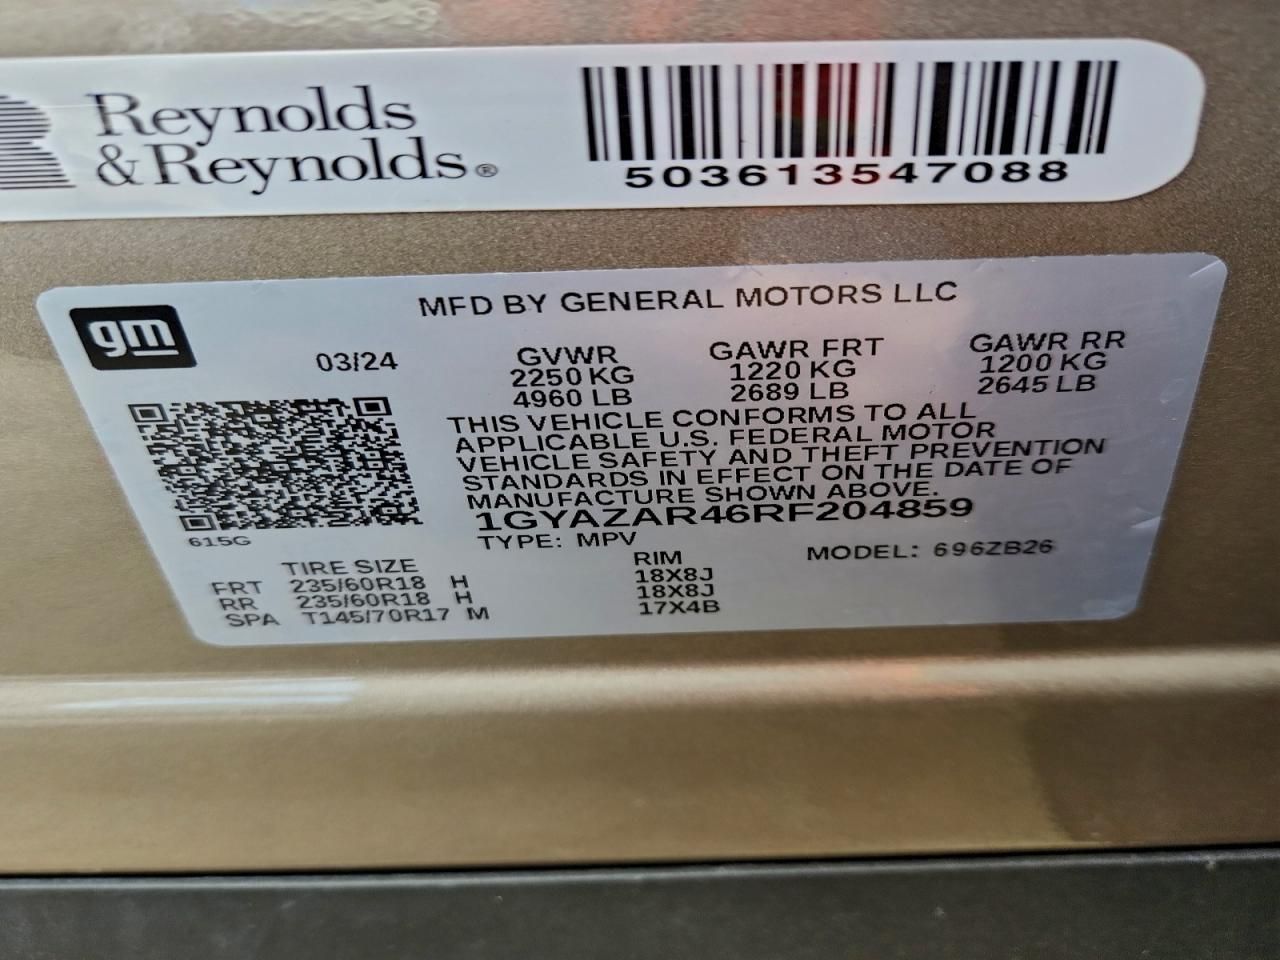 Reynolds
&Reynolds®
503613547088
gm
MFD BY GENERAL MOTORS LLC
03/24
GVWR
2250 KG
4960 LB
GAWR FRT
1220 KG
2689 LB
GAWR RR
1200 KG
2645 LB
THIS VEHICLE CONFORMS TO ALL
APPLICABLE U.S. FEDERAL MOTOR
VEHICLE SAFETY AND THEFT PREVENTION
STANDARDS IN EFFECT ON THE DATE OF
MANUFACTURE SHOWN ABOVE.
1GYAZAR46RF204859
615G
TYPE: MPV
MODEL: 696ZB26
TIRE SIZE RIM
FRT 235/60R18 H 18X8J
RR 235/60R18 H 18X8J
SPA T145/70R17 M 17X4B